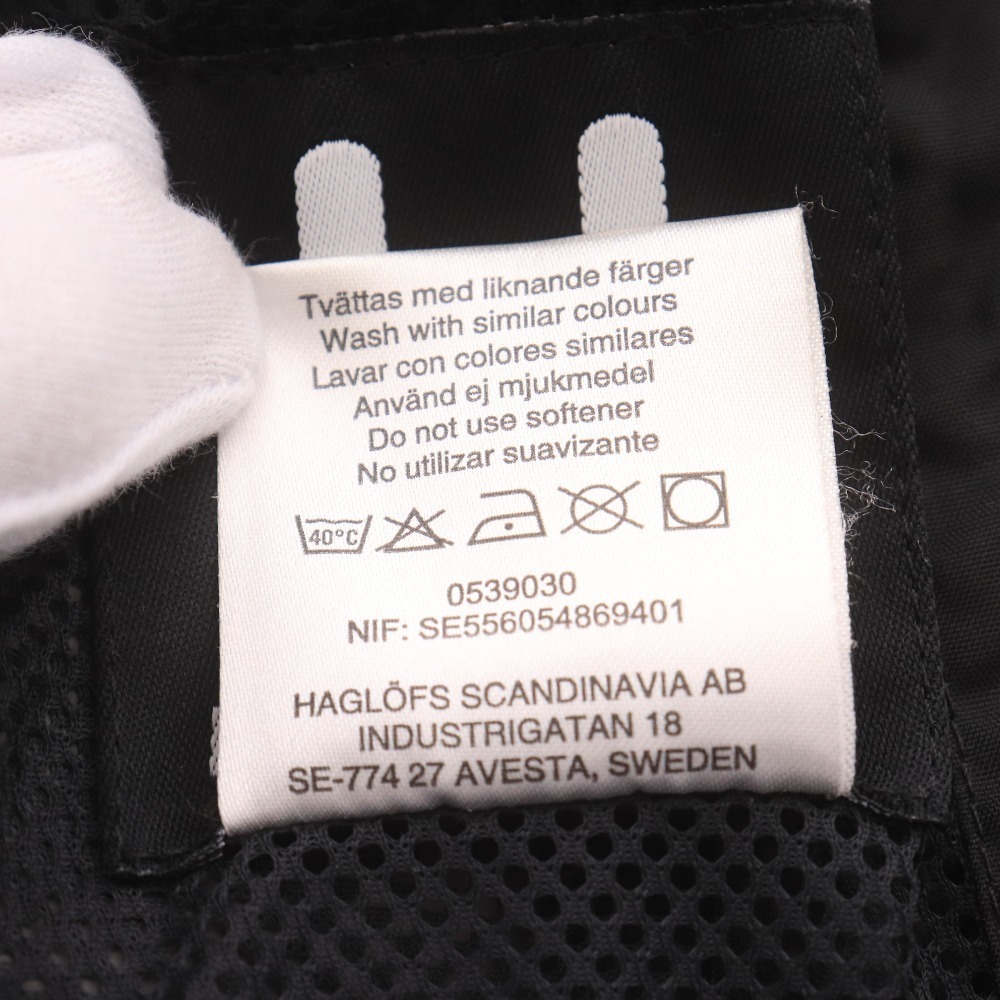 Tvättas med liknande färger
Wash with similar colours
Lavar con colores similares
Använd ej mjukmedel
Do not use softener
No utilizar suavizante
40°C
0539030
NIF: SE556054869401
HAGLÖFS SCANDINAVIA AB
INDUSTRIGATAN 18
SE-774 27 AVESTA, SWEDEN